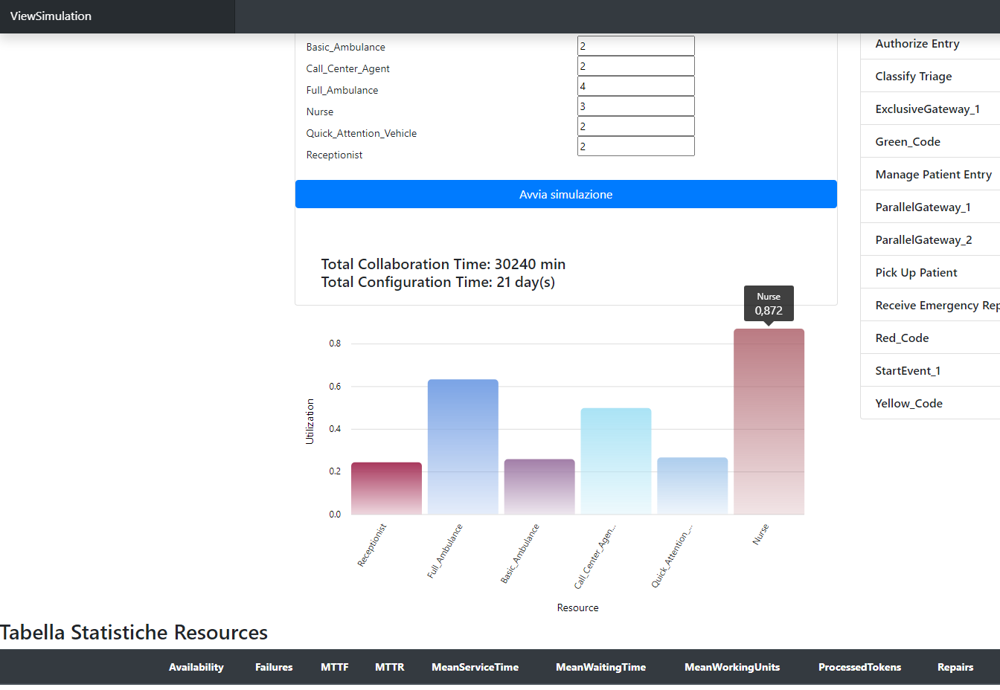 ViewSimulation
Basic_Ambulance
2
Call_Center_Agent
2
Full_Ambulance
4
Nurse
3
Quick_Attention_Vehicle
2
Receptionist
2
Avvia simulazione
Total Collaboration Time: 30240 min
Total Configuration Time: 21 day(s)
Nurse
0,872
0.8
0.6
0.4
0.2
0.0
Utilization
Receptionist
Full_Ambulance
Basic_Ambulance
Call_Center_Agen...
Quick_Attention_...
Nurse
Resource
Authorize Entry
Classify Triage
ExclusiveGateway_1
Green_Code
Manage Patient Entry
ParallelGateway_1
ParallelGateway_2
Pick Up Patient
Receive Emergency Rep
Red_Code
StartEvent_1
Yellow_Code
Tabella Statistiche Resources
Availability Failures MTTF MTTR MeanServiceTime MeanWaitingTime MeanWorkingUnits ProcessedTokens Repairs